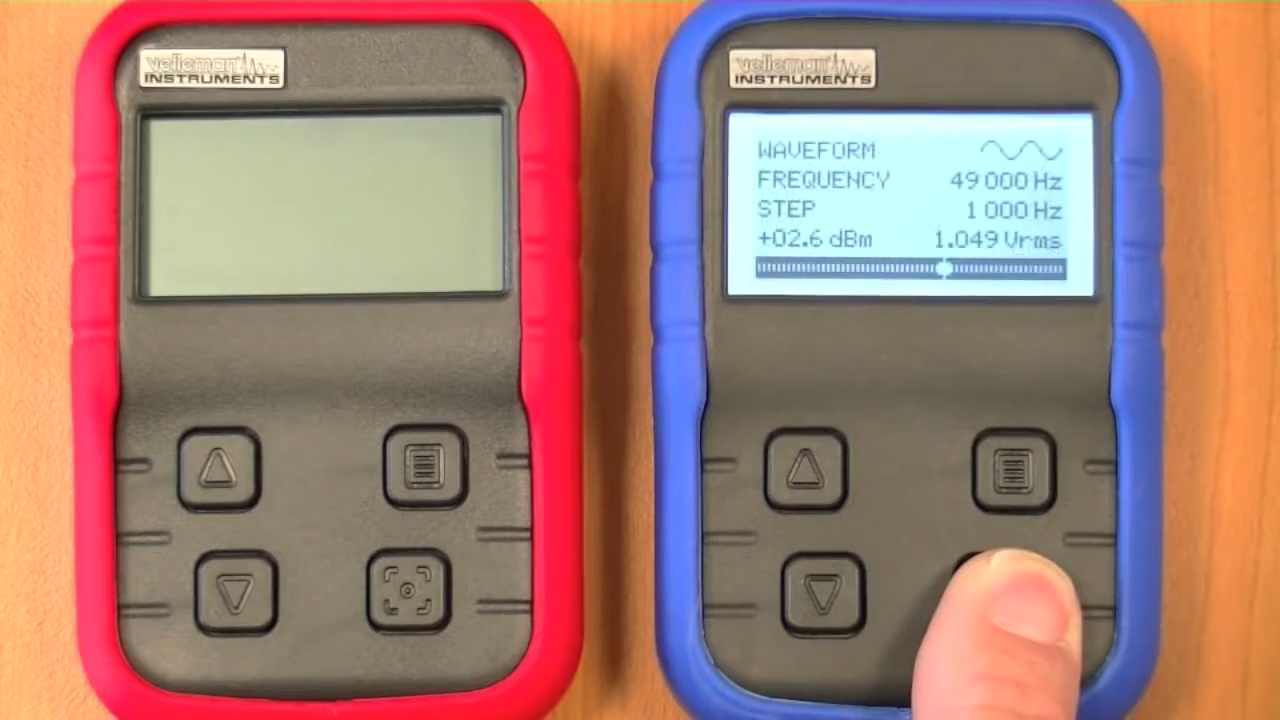 velleman
INSTRUMENTS
velleman
INSTRUMENTS
WAVEFORM
FREQUENCY 49 000 Hz
STEP 1 000 Hz
+02.6 dBm 1.049 Vrms